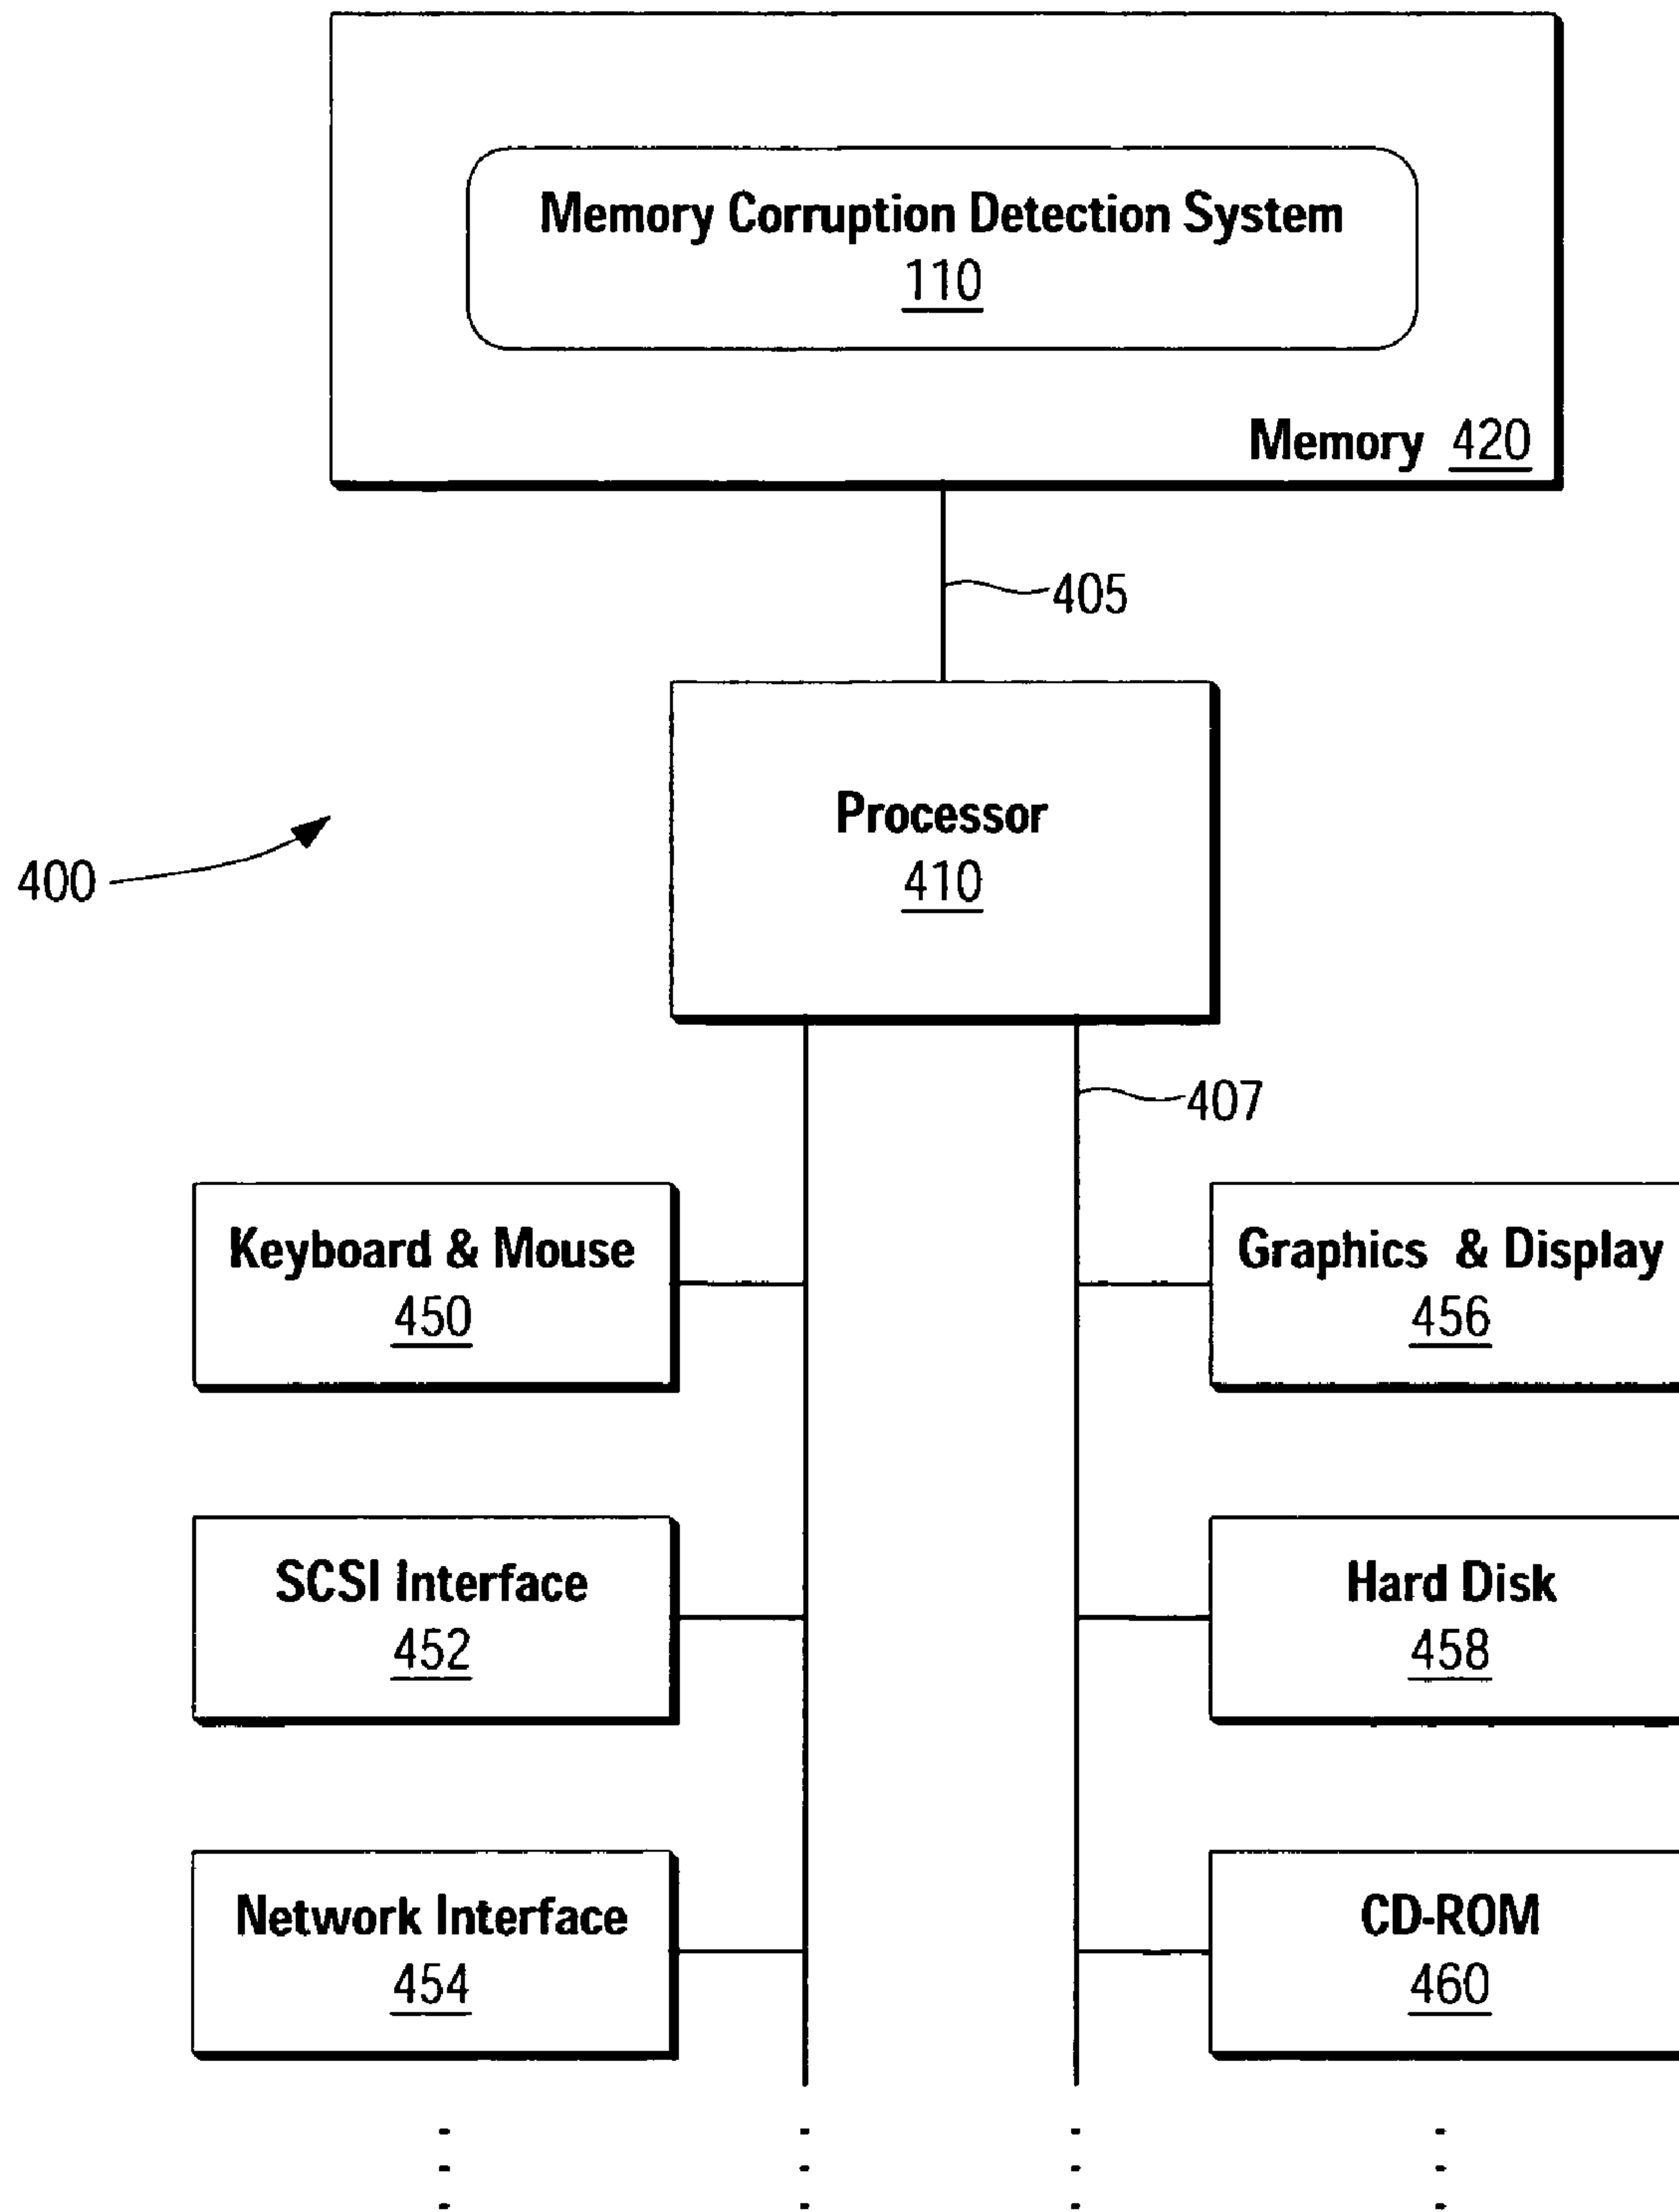 Memory Corruption Detection System
110
Memory 420
405
Processor
410
400
407
Keyboard & Mouse
450
Graphics & Display
456
SCSI Interface
452
Hard Disk
458
Network Interface
454
CD-ROM
460